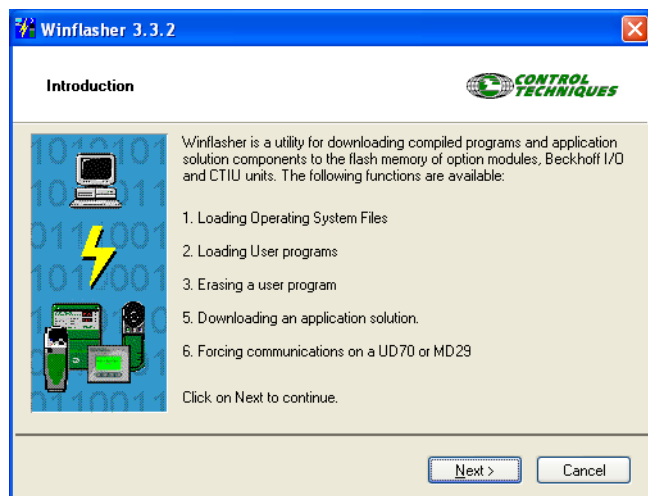 Winflasher 3.3.2
Introduction
CONTROL
TECHNIQUES
Winflasher is a utility for downloading compiled programs and application
solution components to the flash memory of option modules, Beckhoff I/O
and CTIU units. The following functions are available:
1. Loading Operating System Files
2. Loading User programs
3. Erasing a user program
5. Downloading an application solution.
6. Forcing communications on a UD70 or MD29
Click on Next to continue.
Next >
Cancel